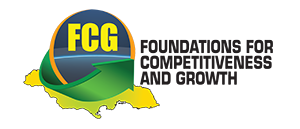 FCG
FOUNDATIONS FOR
COMPETITIVENESS
AND GROWTH